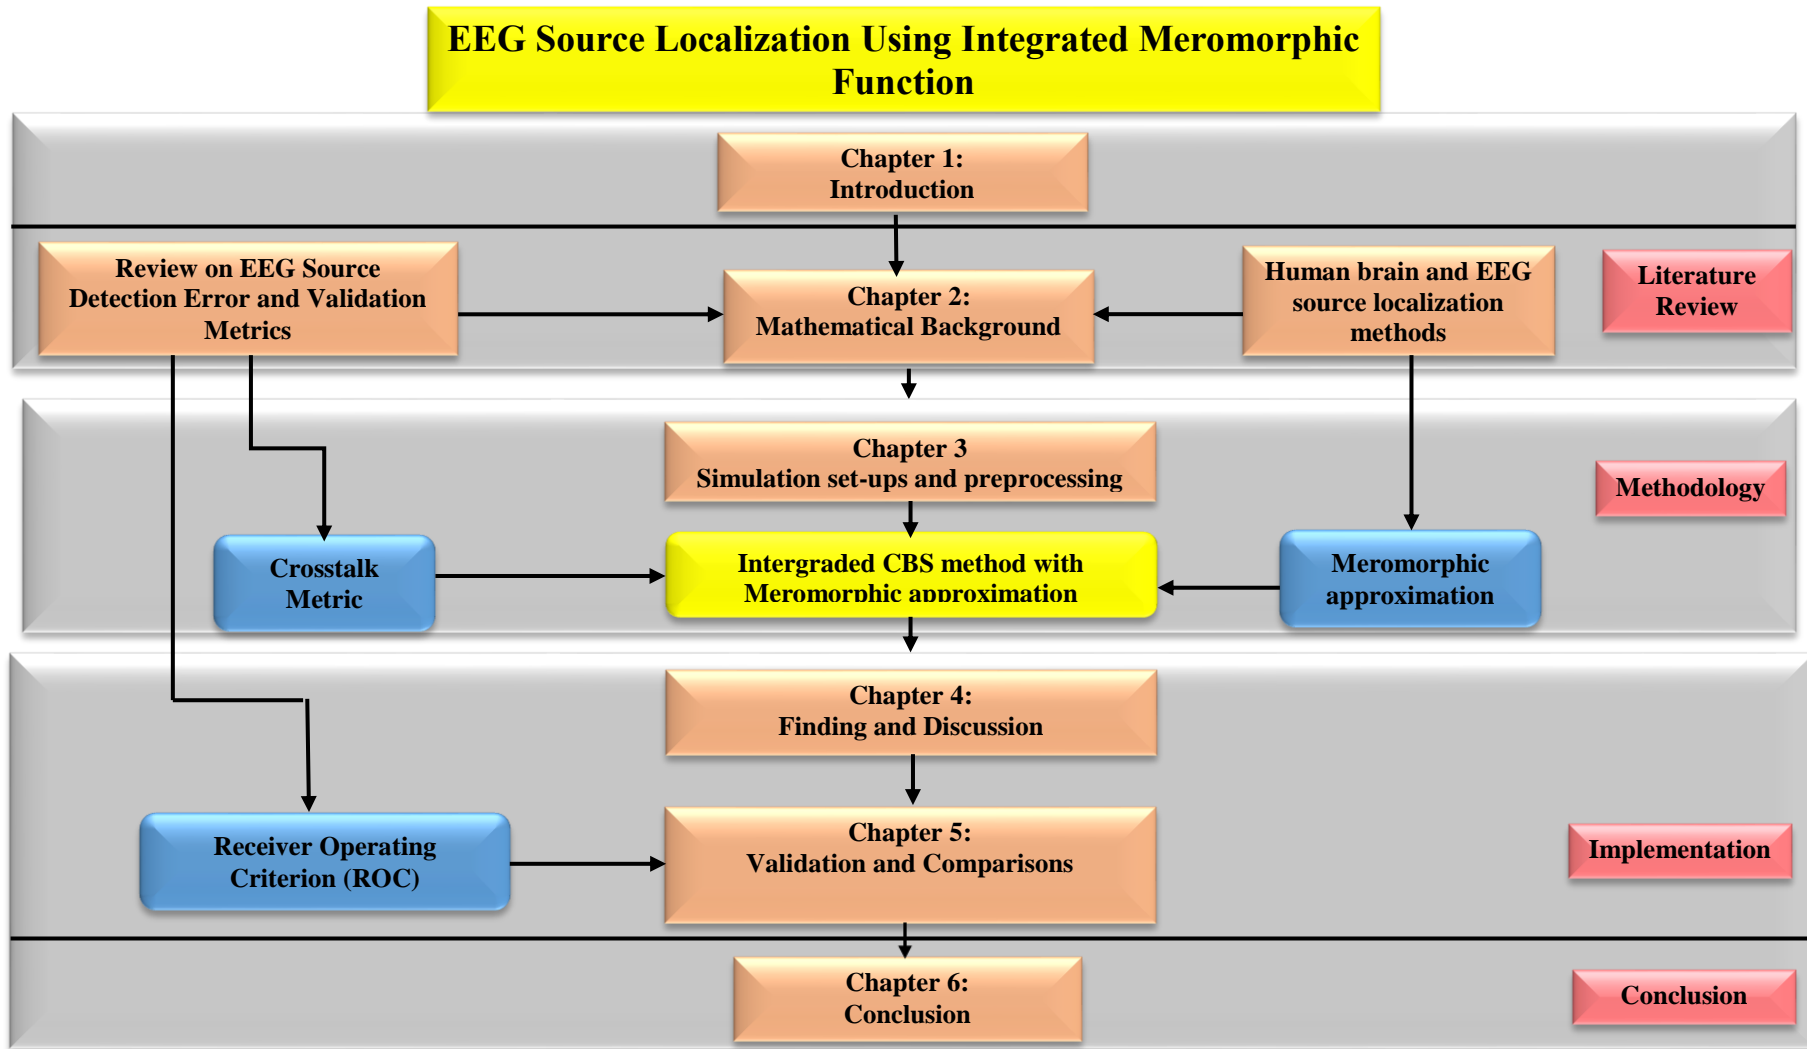 EEG Source Localization Using Integrated Meromorphic
Function
Chapter 1:
Introduction
Review on EEG Source
Detection Error and Validation
Metrics
Chapter 2:
Mathematical Background
Human brain and EEG
source localization
methods
Literature
Review
Chapter 3
Simulation set-ups and preprocessing
Methodology
Crosstalk
Metric
Intergraded CBS method with
Meromorphic approximation
Meromorphic
approximation
Chapter 4:
Finding and Discussion
Receiver Operating
Criterion (ROC)
Chapter 5:
Validation and Comparisons
Implementation
Chapter 6:
Conclusion
Conclusion